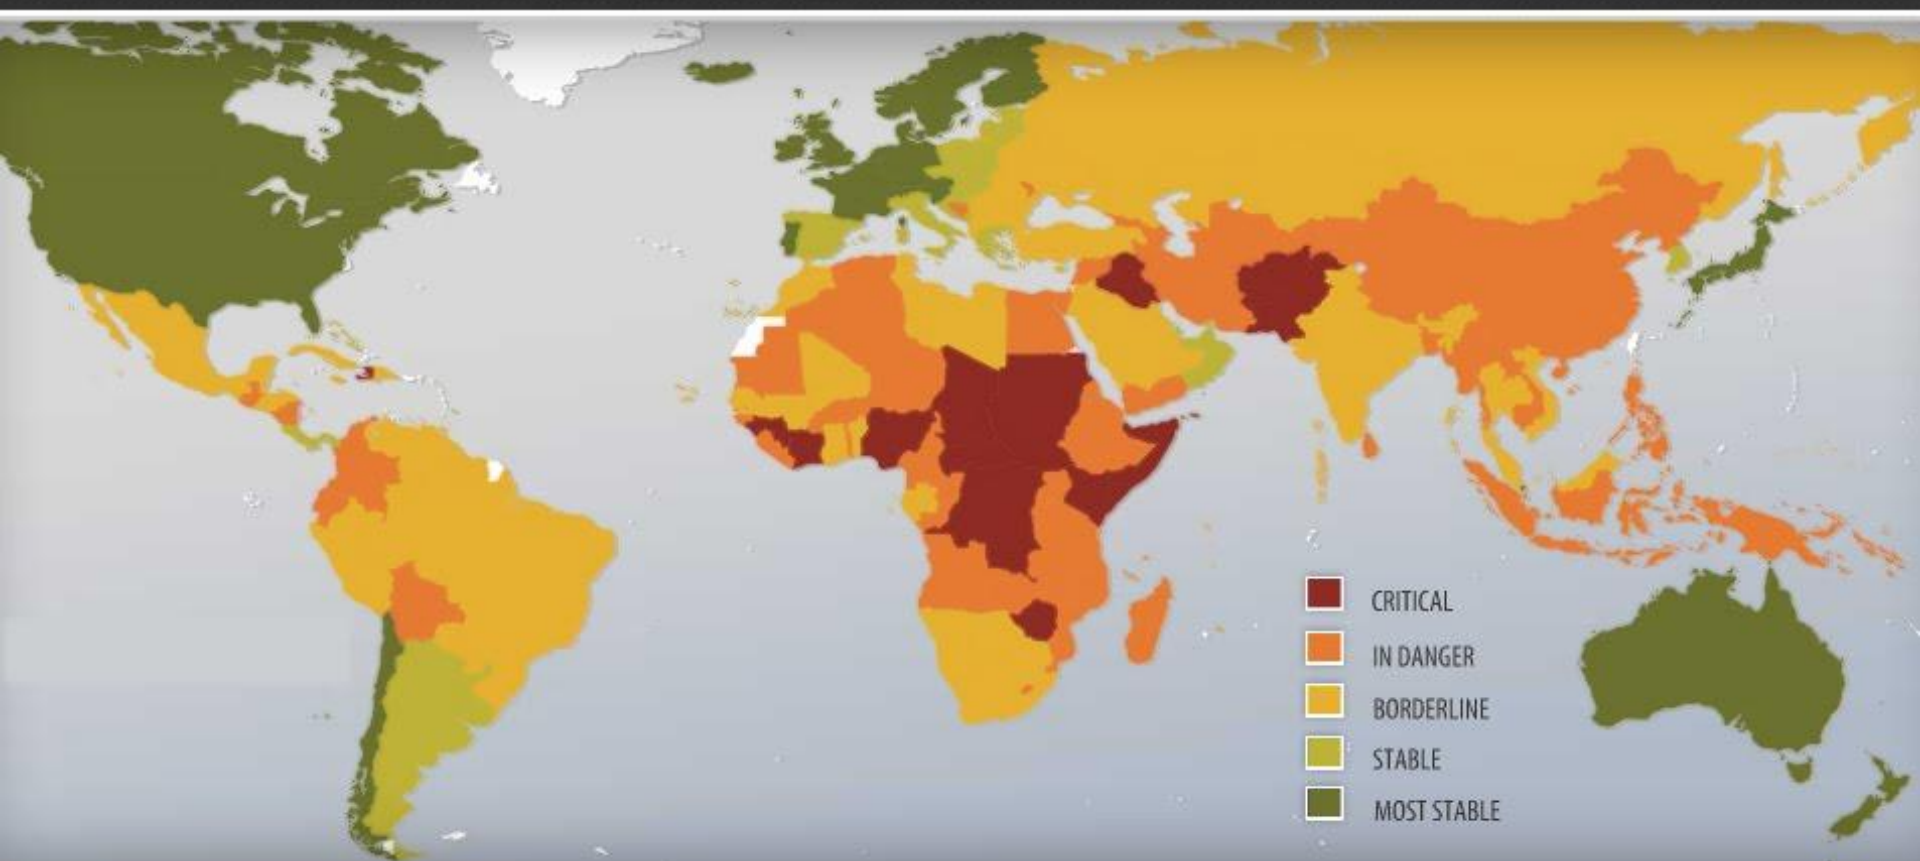 CRITICAL
IN DANGER
BORDERLINE
STABLE
MOST STABLE